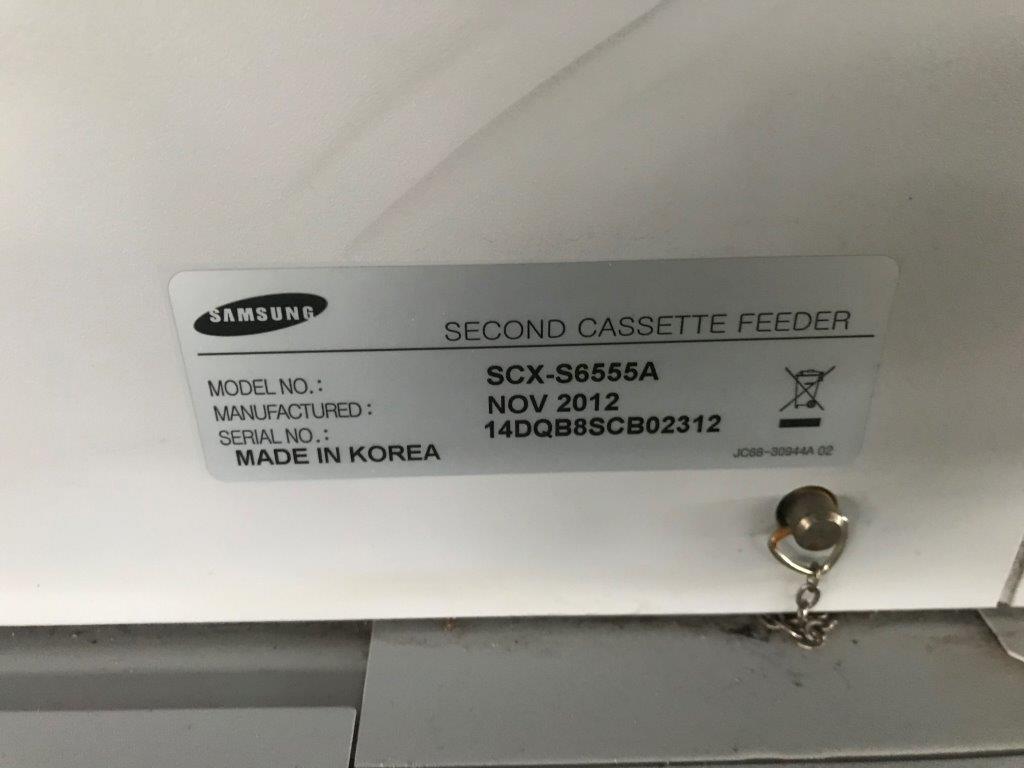 SAMSUNG
SECOND CASSETTE FEEDER
MODEL NO.: SCX-S6555A
MANUFACTURED: NOV 2012
SERIAL NO.: 14DQB8SCB02312
MADE IN KOREA
JC68-30944A 02